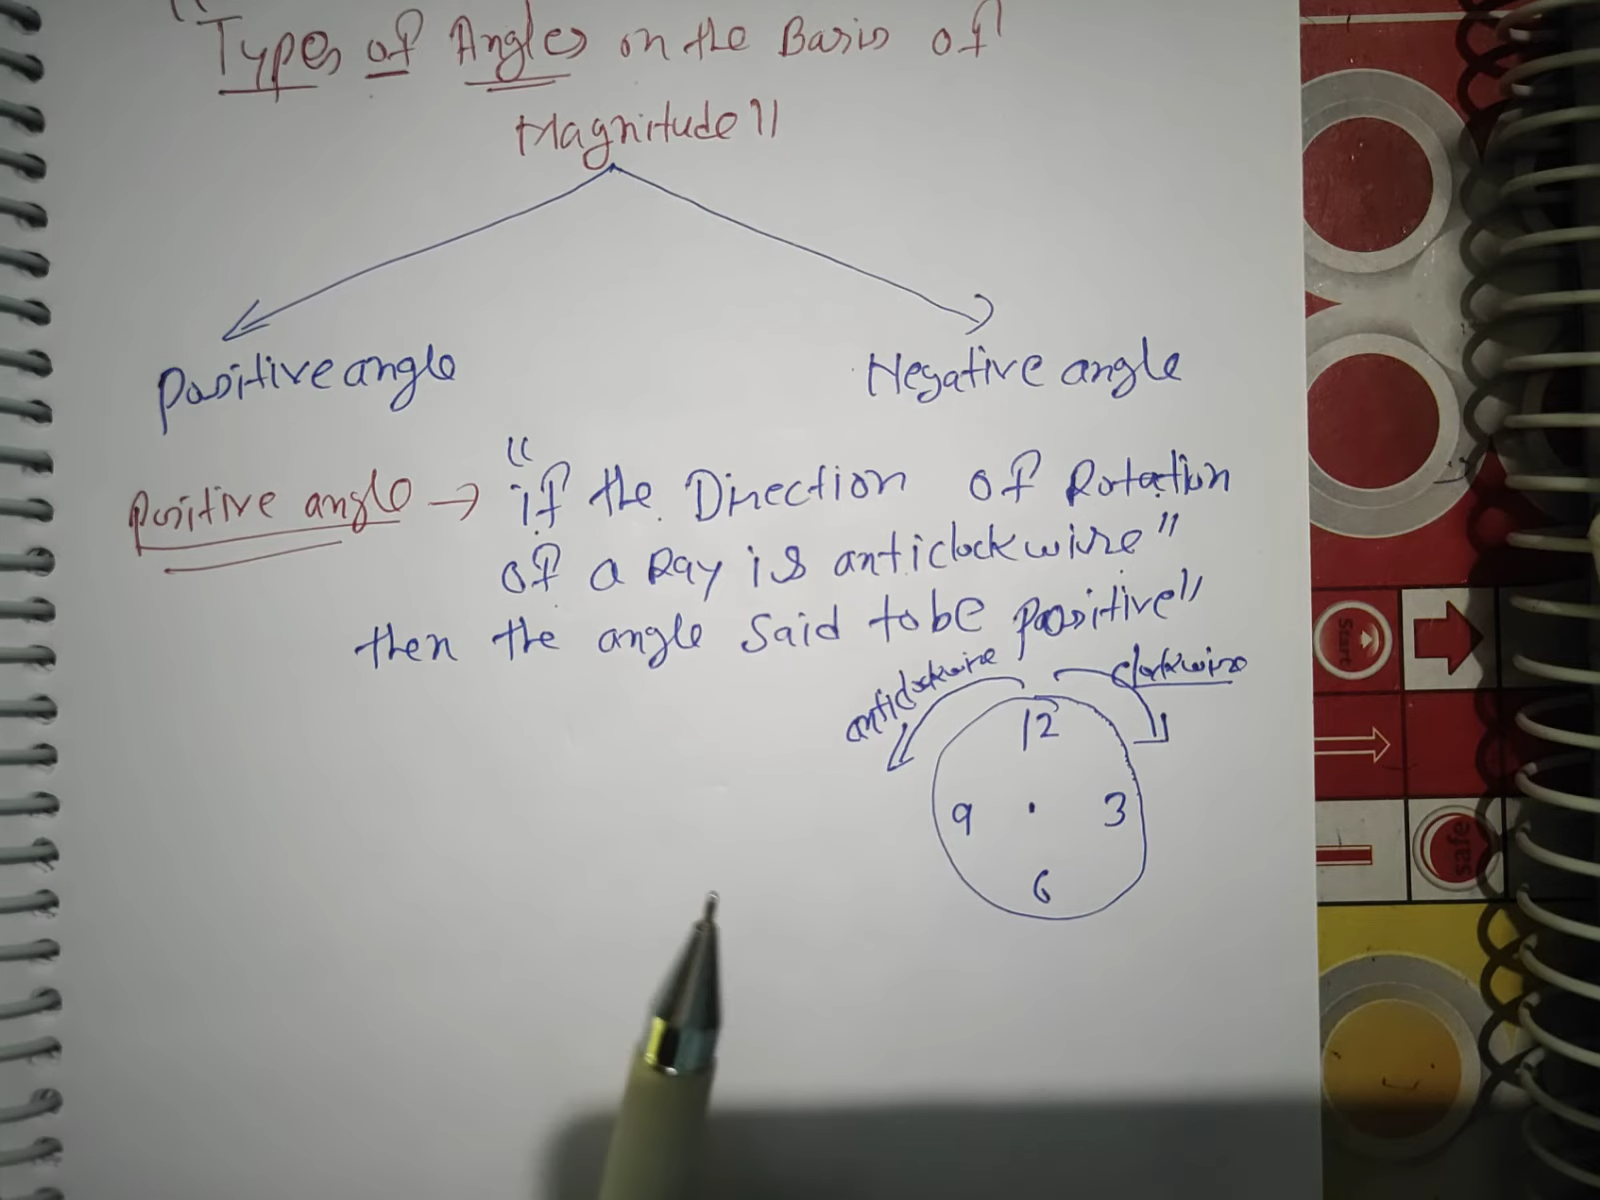 "Types of Angles on the Basis of
Magnitude"
Positive angle
Negative angle
Positive angle → "if the Direction of Rotation
of a Ray is anticlockwise"
then the angle said to be positive"
anticlockwise
clockwise
12
9
3
6
Start
safe